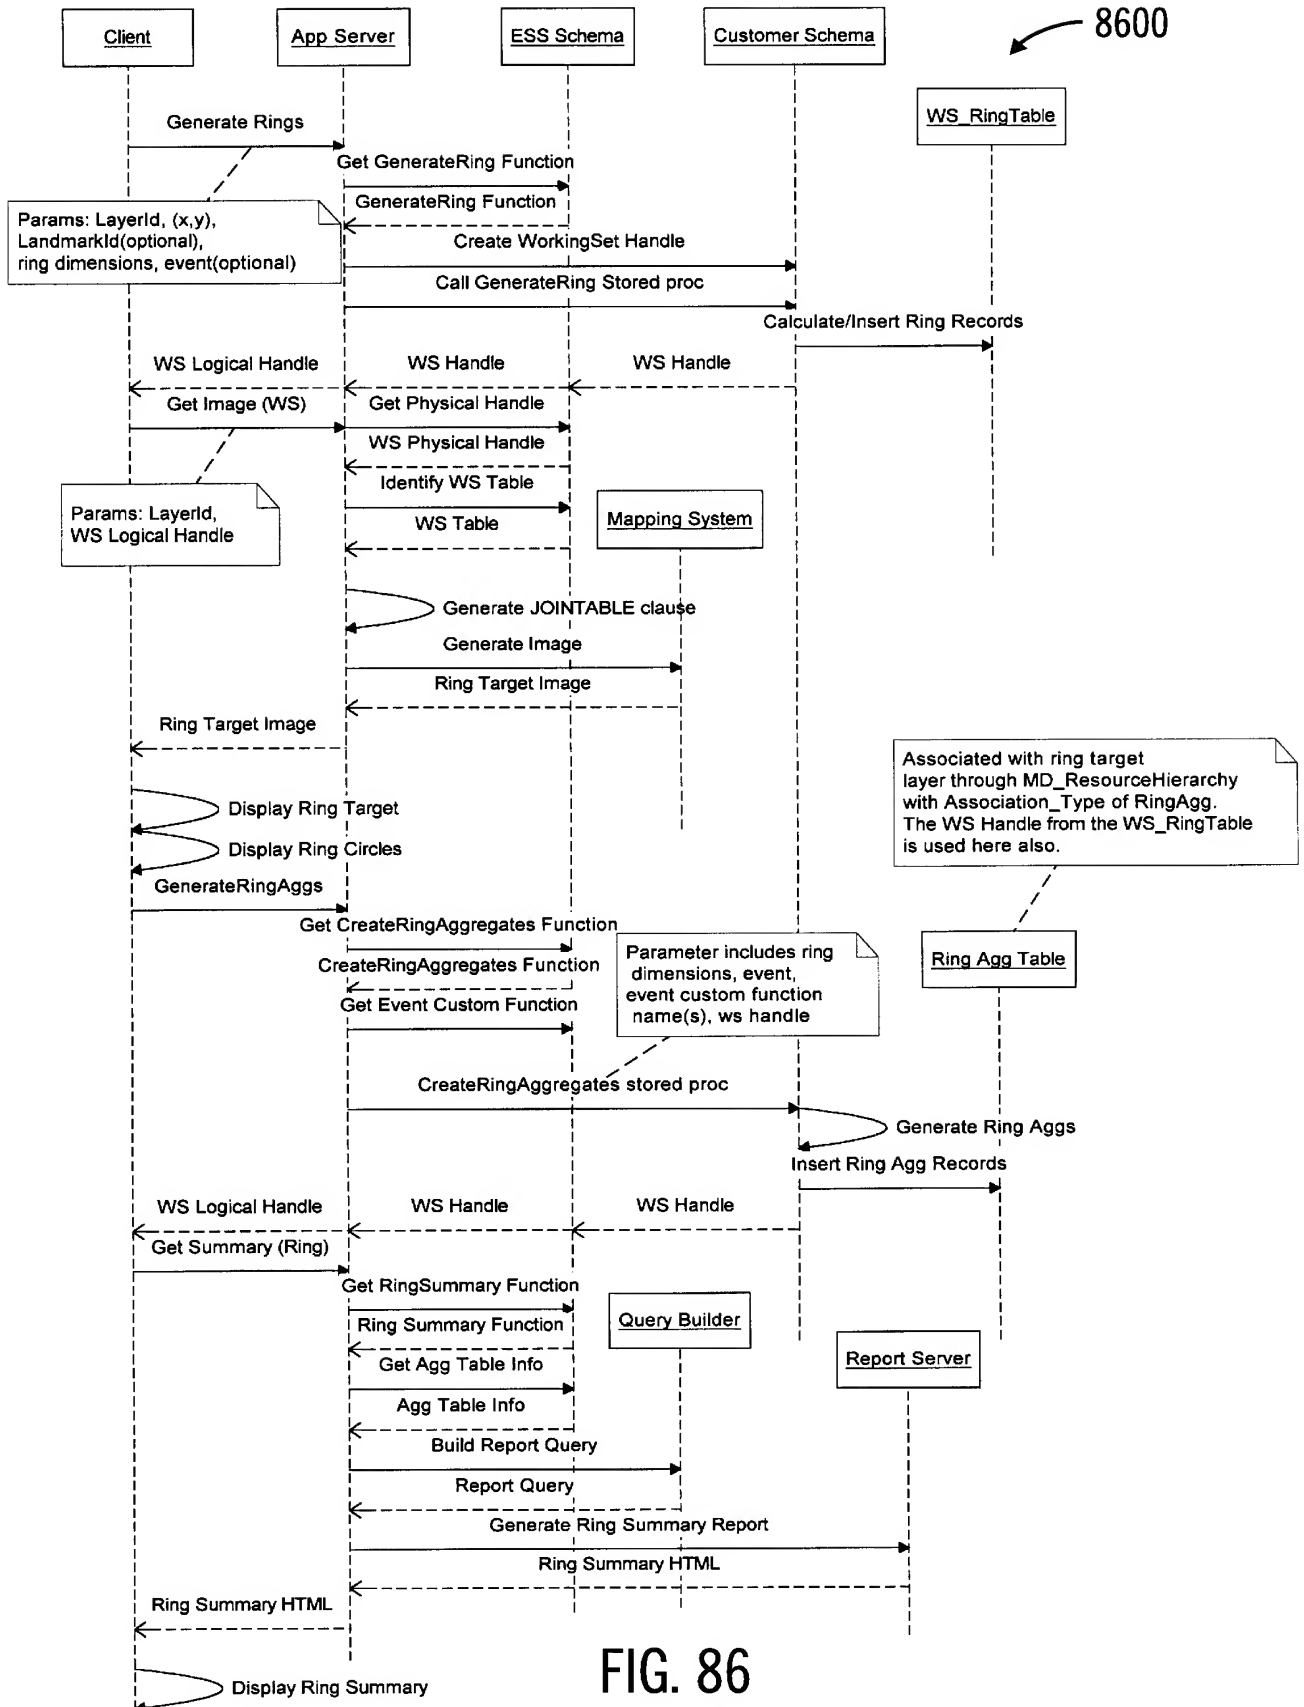 8600
Client
App Server
ESS Schema
Customer Schema
WS_RingTable
Generate Rings
Get GenerateRing Function
GenerateRing Function
Params: LayerId, (x,y),
LandmarkId(optional),
ring dimensions, event(optional)
Create WorkingSet Handle
Call GenerateRing Stored proc
Calculate/Insert Ring Records
WS Logical Handle
WS Handle
WS Handle
Get Image (WS)
Get Physical Handle
WS Physical Handle
Identify WS Table
Params: LayerId,
WS Logical Handle
Mapping System
WS Table
Generate JOINTABLE clause
Generate Image
Ring Target Image
Ring Target Image
Associated with ring target
layer through MD_ResourceHierarchy
with Association_Type of RingAgg.
The WS Handle from the WS_RingTable
is used here also.
Display Ring Target
Display Ring Circles
GenerateRingAggs
Get CreateRingAggregates Function
Parameter includes ring
dimensions, event,
event custom function
name(s), ws handle
Ring Agg Table
CreateRingAggregates Function
Get Event Custom Function
CreateRingAggregates stored proc
Generate Ring Aggs
Insert Ring Agg Records
WS Logical Handle
WS Handle
WS Handle
Get Summary (Ring)
Get RingSummary Function
Query Builder
Ring Summary Function
Report Server
Get Agg Table Info
Agg Table Info
Build Report Query
Report Query
Generate Ring Summary Report
Ring Summary HTML
Ring Summary HTML
Display Ring Summary
FIG. 86